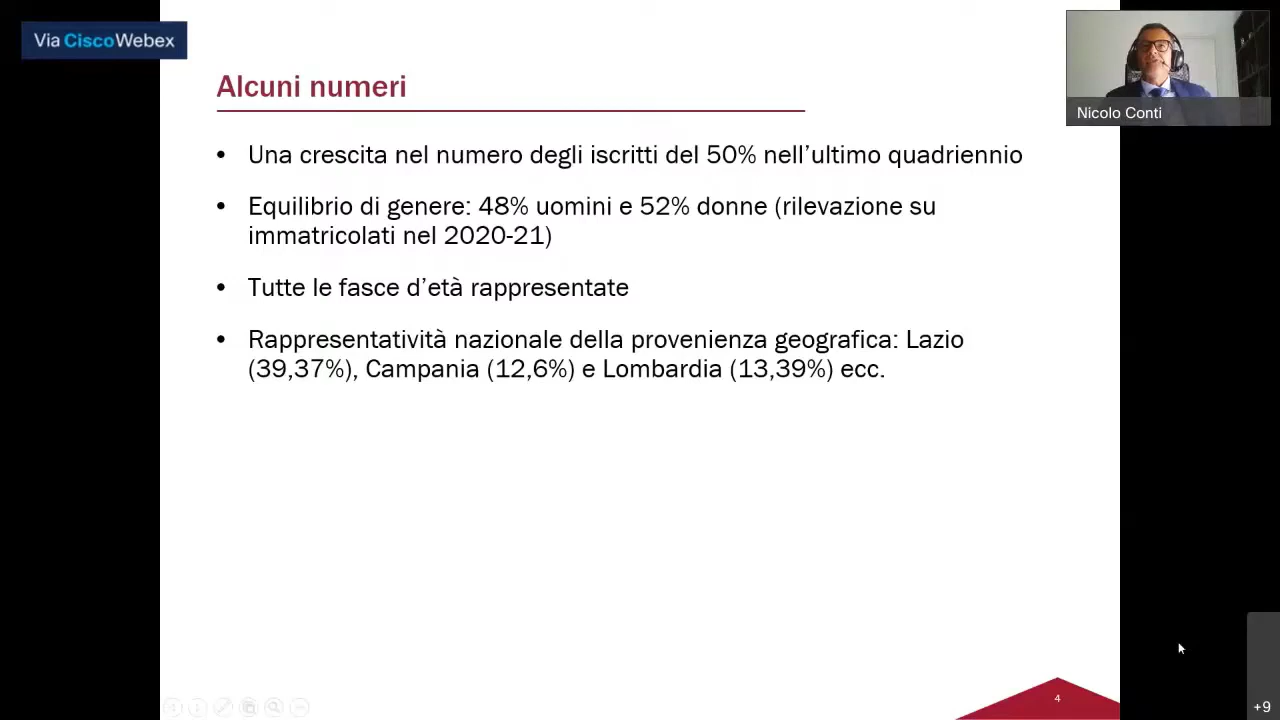 Via CiscoWebex
Nicolo Conti
Alcuni numeri
• Una crescita nel numero degli iscritti del 50% nell’ultimo quadriennio
• Equilibrio di genere: 48% uomini e 52% donne (rilevazione su
immatricolati nel 2020-21)
• Tutte le fasce d’età rappresentate
• Rappresentatività nazionale della provenienza geografica: Lazio
(39,37%), Campania (12,6%) e Lombardia (13,39%) ecc.
4
+9